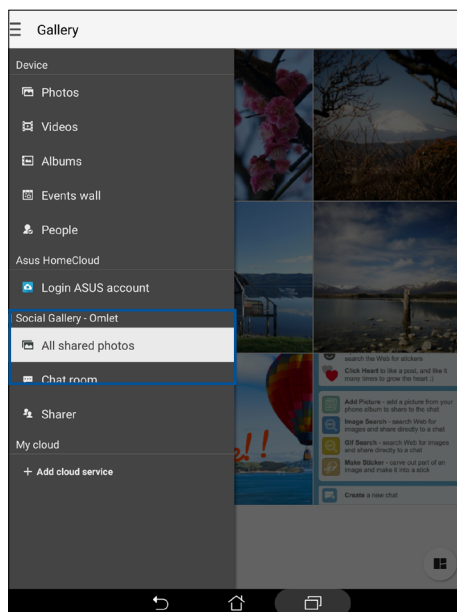 Gallery
Device
Photos
Videos
Albums
Events wall
People
Asus HomeCloud
Login ASUS account
Social Gallery - Omlet
All shared photos
Chat room
Sharer
My cloud
+ Add cloud service
search the Web for stickers
Click Heart to like a post, and like it
many times to grow the heart :)
Add Picture - add a picture from your
phone album to share to the chat
Image Search - search Web for
images and share directly to a chat
Gif Search - search Web for images
and share directly to a chat
Make Sticker - carve out part of an
image and make it into a stick
Create a new chat
e!!